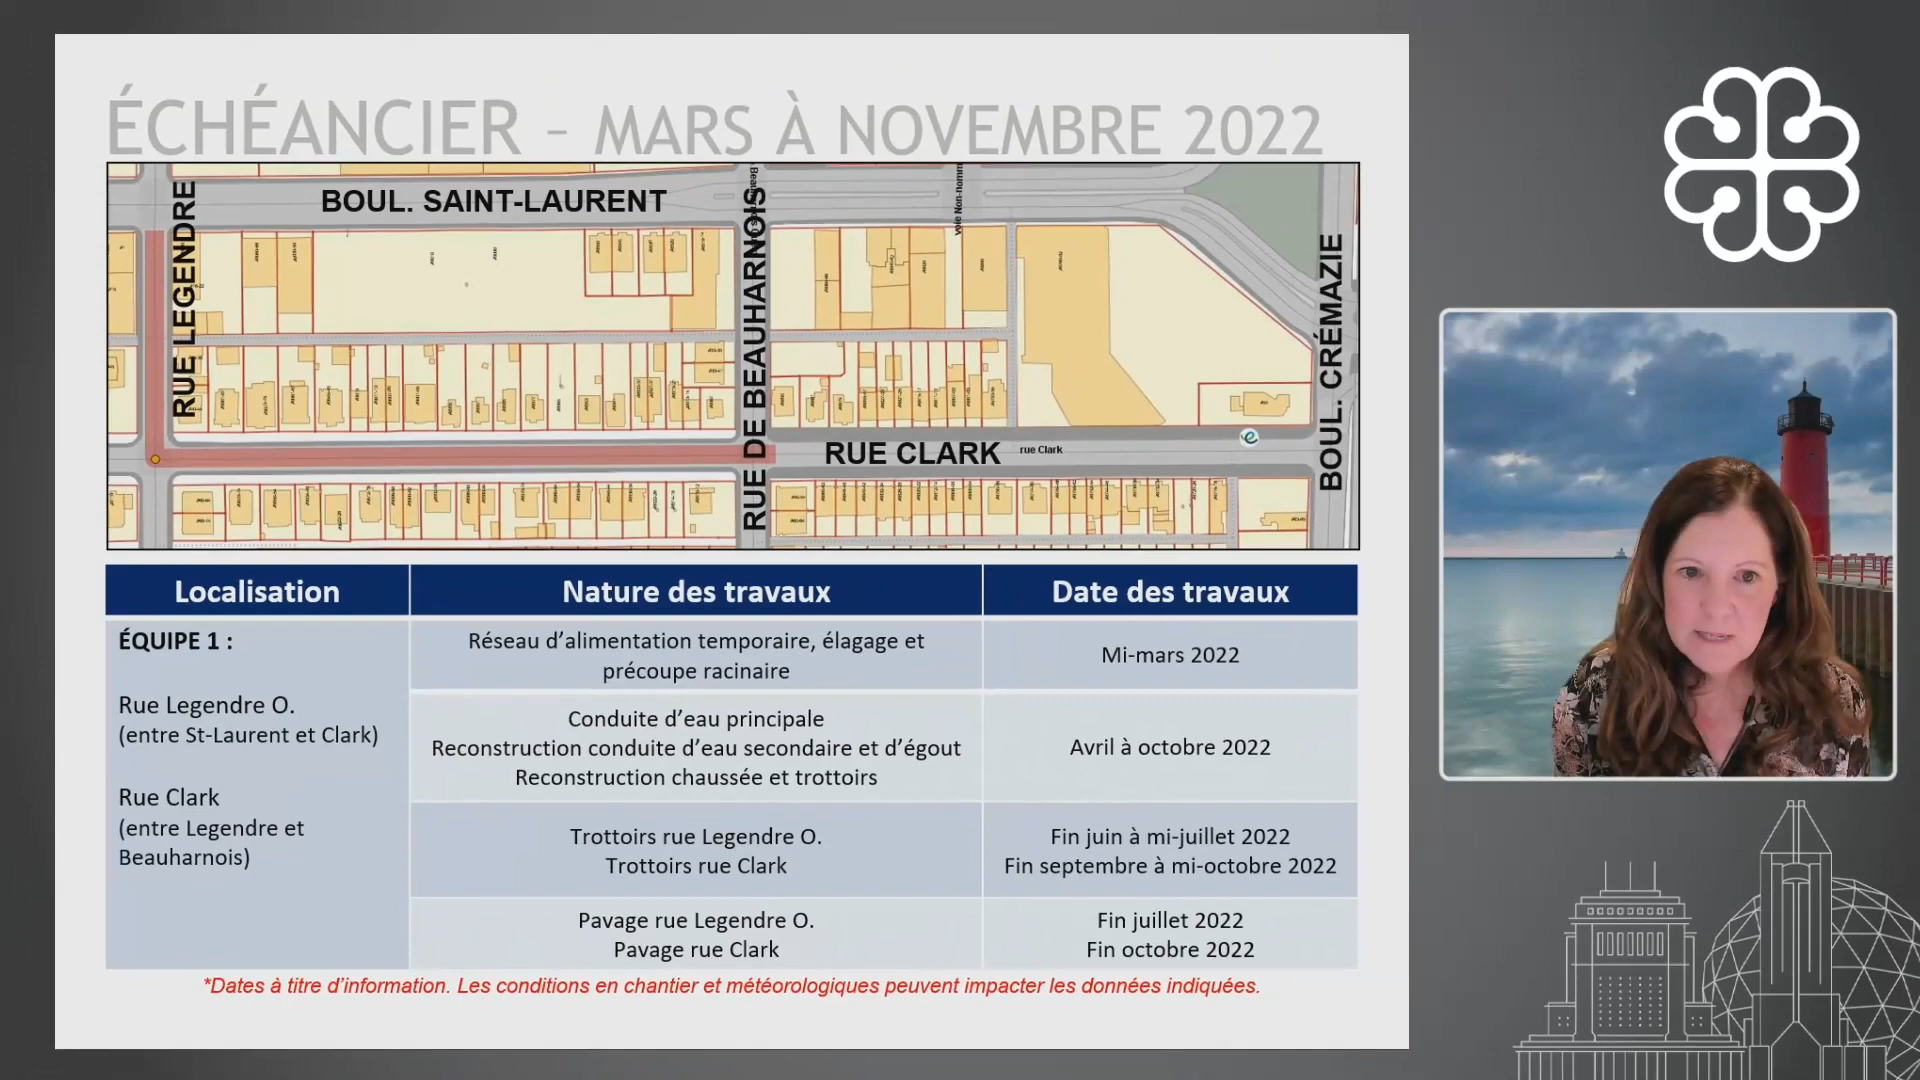 ÉCHÉANCIER – MARS À NOVEMBRE 2022
BOUL. SAINT-LAURENT
RUE LEGENDRE
RUE DE BEAUHARNOIS
BOUL. CRÉMAZIE
RUE CLARK
rue Clark
Localisation
Nature des travaux
Date des travaux
ÉQUIPE 1 :
Rue Legendre O.
(entre St-Laurent et Clark)
Rue Clark
(entre Legendre et
Beauharnois)
Réseau d'alimentation temporaire, élagage et
précoupe racinaire
Mi-mars 2022
Conduite d'eau principale
Reconstruction conduite d'eau secondaire et d'égout
Reconstruction chaussée et trottoirs
Avril à octobre 2022
Trottoirs rue Legendre O.
Trottoirs rue Clark
Fin juin à mi-juillet 2022
Fin septembre à mi-octobre 2022
Pavage rue Legendre O.
Pavage rue Clark
Fin juillet 2022
Fin octobre 2022
*Dates à titre d'information. Les conditions en chantier et météorologiques peuvent impacter les données indiquées.